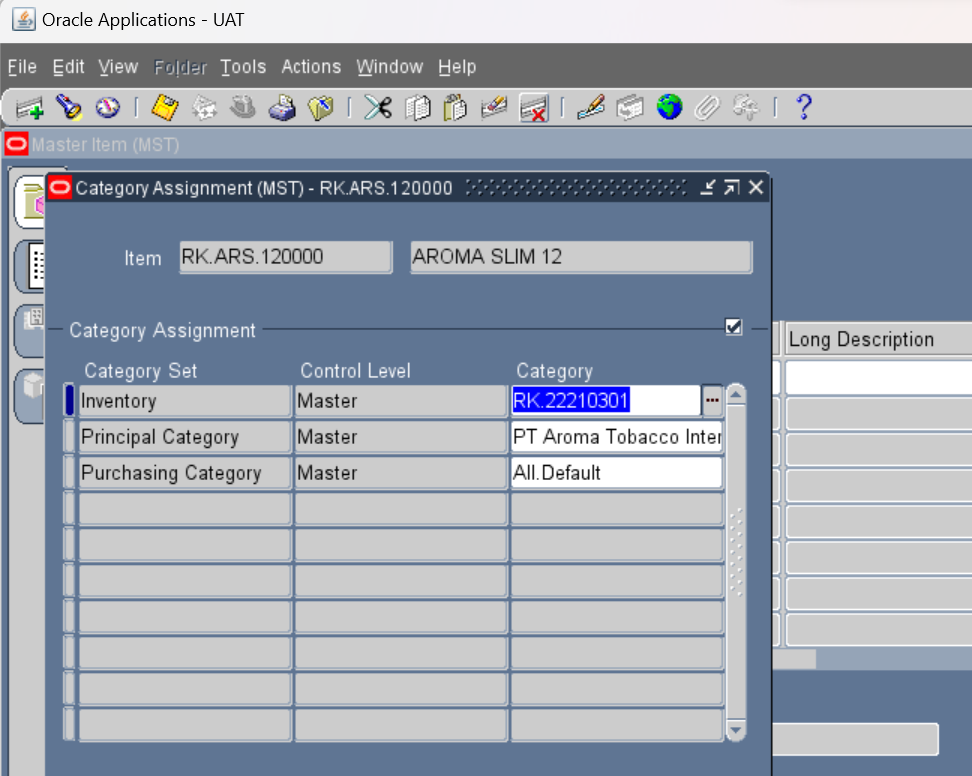 Oracle Applications - UAT
File Edit View Folder Tools Actions Window Help
?
Master Item (MST)
Category Assignment (MST) - RK.ARS.120000
Item RK.ARS.120000 AROMA SLIM 12
Category Assignment
Long Description
Category Set Control Level Category
Inventory Master RK.22210301 ...
Principal Category Master PT Aroma Tobacco Inter
Purchasing Category Master All.Default